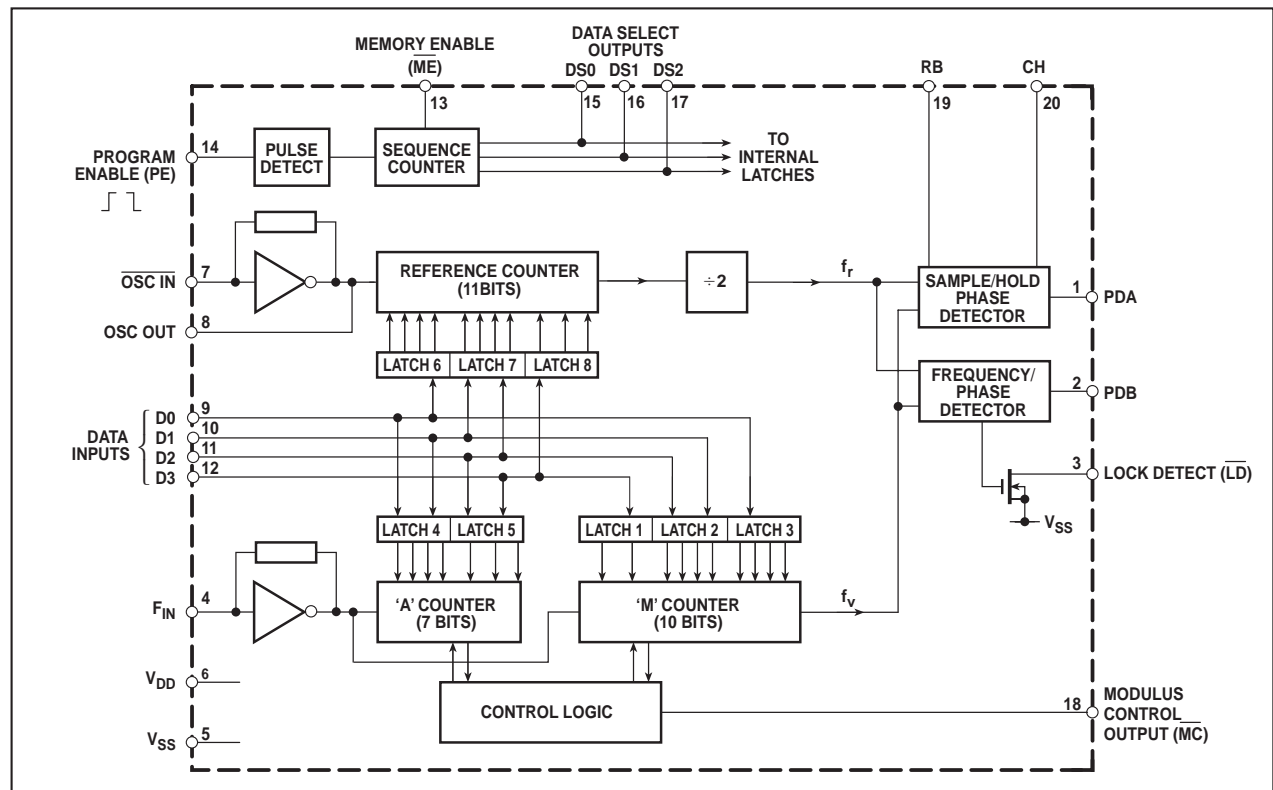 MEMORY ENABLE
(ME)
13
DATA SELECT
OUTPUTS
DS0 DS1 DS2
15 16 17
RB
19
CH
20
PROGRAM
ENABLE (PE)
14
PULSE
DETECT
SEQUENCE
COUNTER
TO
INTERNAL
LATCHES
OSC IN
7
OSC OUT
8
REFERENCE COUNTER
(11BITS)
÷2
fr
SAMPLE/HOLD
PHASE
DETECTOR
1
PDA
LATCH 6 LATCH 7 LATCH 8
FREQUENCY/
PHASE
DETECTOR
2
PDB
DATA
INPUTS
D0
9
D1
10
D2
11
D3
12
3
LOCK DETECT (LD)
VSS
LATCH 4 LATCH 5
LATCH 1 LATCH 2 LATCH 3
FIN
4
‘A’ COUNTER
(7 BITS)
‘M’ COUNTER
(10 BITS)
fv
VDD
6
VSS
5
CONTROL LOGIC
18
MODULUS
CONTROL
OUTPUT (MC)